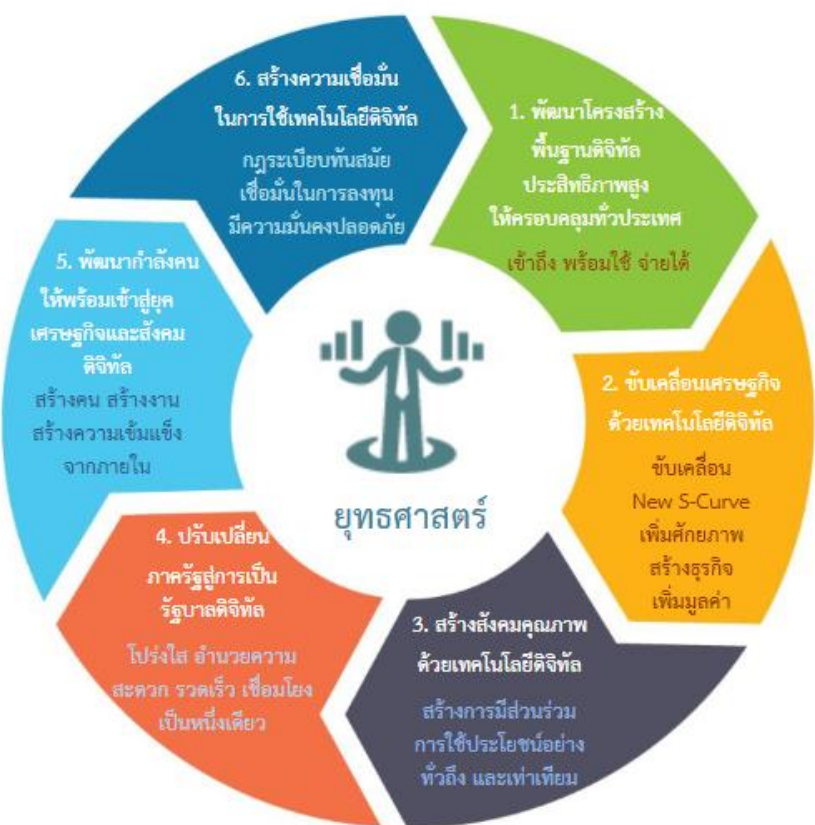 1. พัฒนาโครงสร้าง
พื้นฐานดิจิทัล
ประสิทธิภาพสูง
ให้ครอบคลุมทั่วประเทศ
เข้าถึง พร้อมใช้ จ่ายได้
2. ขับเคลื่อนเศรษฐกิจ
ด้วยเทคโนโลยีดิจิทัล
ขับเคลื่อน
New S-Curve
เพิ่มศักยภาพ
สร้างธุรกิจ
เพิ่มมูลค่า
3. สร้างสังคมคุณภาพ
ด้วยเทคโนโลยีดิจิทัล
สร้างการมีส่วนร่วม
การใช้ประโยชน์อย่าง
ทั่วถึง และเท่าเทียม
4. ปรับเปลี่ยน
ภาครัฐสู่การเป็น
รัฐบาลดิจิทัล
โปร่งใส อำนวยความ
สะดวก รวดเร็ว เชื่อมโยง
เป็นหนึ่งเดียว
5. พัฒนากำลังคน
ให้พร้อมเข้าสู่ยุค
เศรษฐกิจและสังคม
ดิจิทัล
สร้างคน สร้างงาน
สร้างความเข้มแข็ง
จากภายใน
6. สร้างความเชื่อมั่น
ในการใช้เทคโนโลยีดิจิทัล
กฎระเบียบทันสมัย
เชื่อมั่นในการลงทุน
มีความมั่นคงปลอดภัย
ยุทธศาสตร์